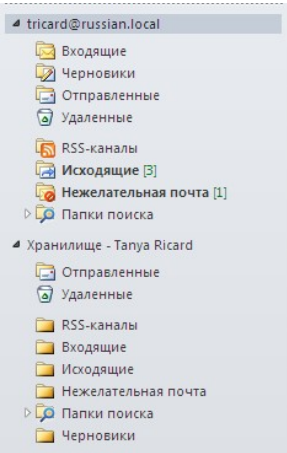 tricard@russian.local
Входящие
Черновики
Отправленные
Удаленные
RSS-каналы
Исходящие [3]
Нежелательная почта [1]
Папки поиска
Хранилище - Tanya Ricard
Отправленные
Удаленные
RSS-каналы
Входящие
Исходящие
Нежелательная почта
Папки поиска
Черновики